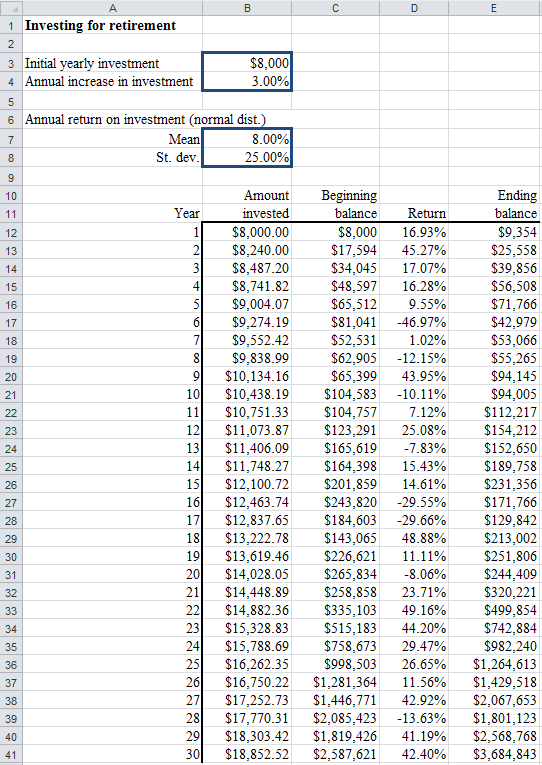 A B C D E
1 Investing for retirement
2
3 Initial yearly investment $8,000
4 Annual increase in investment 3.00%
5
6 Annual return on investment (normal dist.)
7 Mean 8.00%
8 St. dev. 25.00%
9
10 Amount Beginning Ending
11 Year invested balance Return balance
12 1 $8,000.00 $8,000 16.93% $9,354
13 2 $8,240.00 $17,594 45.27% $25,558
14 3 $8,487.20 $34,045 17.07% $39,856
15 4 $8,741.82 $48,597 16.28% $56,508
16 5 $9,004.07 $65,512 9.55% $71,766
17 6 $9,274.19 $81,041 -46.97% $42,979
18 7 $9,552.42 $52,531 1.02% $53,066
19 8 $9,838.99 $62,905 -12.15% $55,265
20 9 $10,134.16 $65,399 43.95% $94,145
21 10 $10,438.19 $104,583 -10.11% $94,005
22 11 $10,751.33 $104,757 7.12% $112,217
23 12 $11,073.87 $123,291 25.08% $154,212
24 13 $11,406.09 $165,619 -7.83% $152,650
25 14 $11,748.27 $164,398 15.43% $189,758
26 15 $12,100.72 $201,859 14.61% $231,356
27 16 $12,463.74 $243,820 -29.55% $171,766
28 17 $12,837.65 $184,603 -29.66% $129,842
29 18 $13,222.78 $143,065 48.88% $213,002
30 19 $13,619.46 $226,621 11.11% $251,806
31 20 $14,028.05 $265,834 -8.06% $244,409
32 21 $14,448.89 $258,858 23.71% $320,221
33 22 $14,882.36 $335,103 49.16% $499,854
34 23 $15,328.83 $515,183 44.20% $742,884
35 24 $15,788.69 $758,673 29.47% $982,240
36 25 $16,262.35 $998,503 26.65% $1,264,613
37 26 $16,750.22 $1,281,364 11.56% $1,429,518
38 27 $17,252.73 $1,446,771 42.92% $2,067,653
39 28 $17,770.31 $2,085,423 -13.63% $1,801,123
40 29 $18,303.42 $1,819,426 41.19% $2,568,768
41 30 $18,852.52 $2,587,621 42.40% $3,684,843